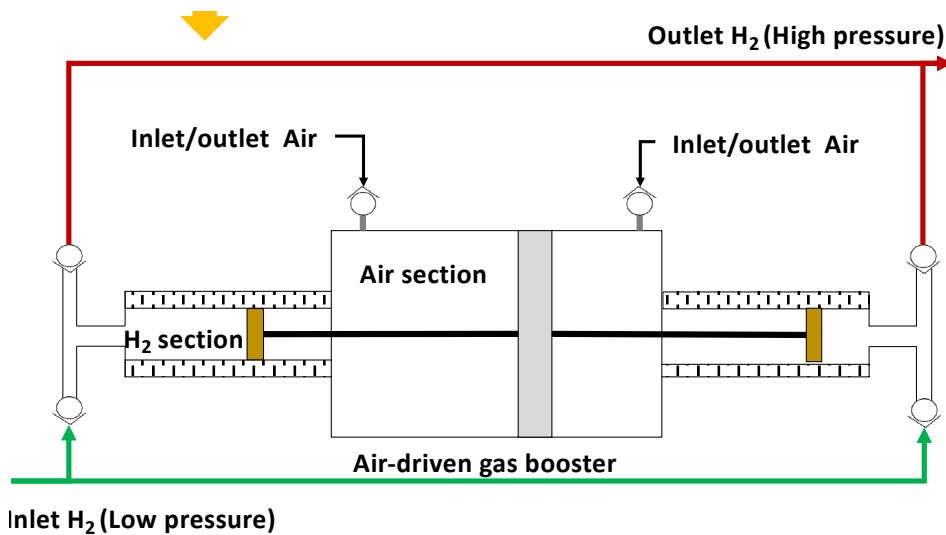 Outlet H₂ (High pressure)
Inlet/outlet Air
Inlet/outlet Air
Air section
H₂ section
Air-driven gas booster
Inlet H₂ (Low pressure)